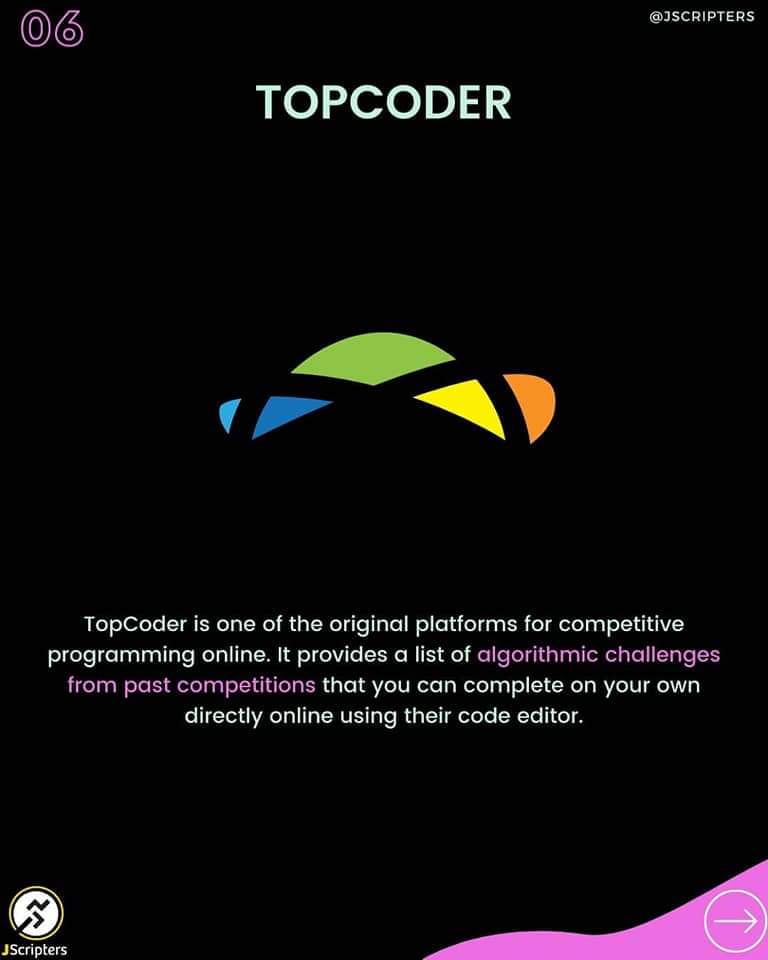 06
@JSCRIPTERS
TOPCODER
TopCoder is one of the original platforms for competitive
programming online. It provides a list of algorithmic challenges
from past competitions that you can complete on your own
directly online using their code editor.
JScripters